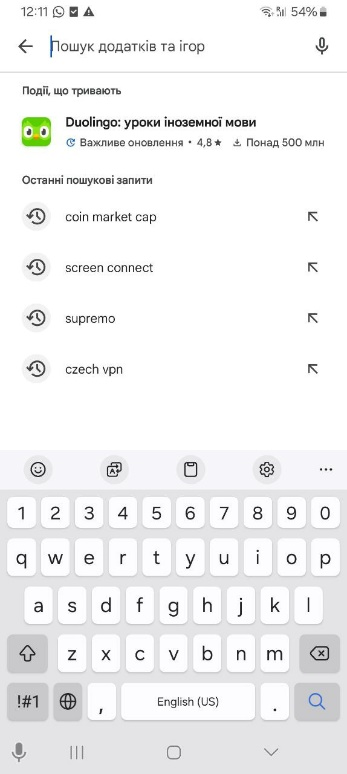 12:11 54%
Пошук додатків та ігор
Події, що тривають
Duolingo: уроки іноземної мови
Важливе оновлення • 4,8 ★ Понад 500 млн
Останні пошукові запити
coin market cap
screen connect
supremo
czech vpn
1 2 3 4 5 6 7 8 9 0
q w e r t y u i o p
a s d f g h j k l
z x c v b n m
!#1 , English (US) .